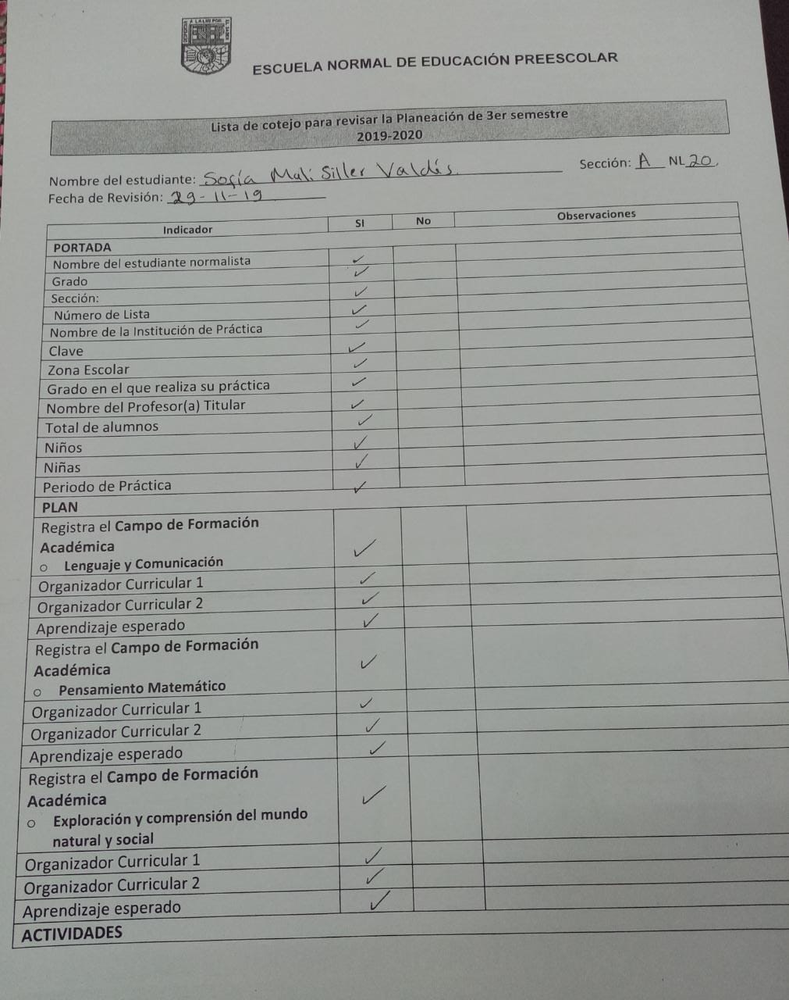 ESCUELA NORMAL DE EDUCACIÓN PREESCOLAR
Lista de cotejo para revisar la Planeación de 3er semestre
2019-2020
Nombre del estudiante: Sofía Mali Siller Valdés. Sección: A NL 20.
Fecha de Revisión: 29-11-19
Indicador SI No Observaciones
PORTADA
Nombre del estudiante normalista ✓
Grado ✓
Sección: ✓
Número de Lista ✓
Nombre de la Institución de Práctica ✓
Clave ✓
Zona Escolar ✓
Grado en el que realiza su práctica ✓
Nombre del Profesor(a) Titular ✓
Total de alumnos ✓
Niños ✓
Niñas ✓
Periodo de Práctica ✓
PLAN
Registra el Campo de Formación
Académica ✓
o Lenguaje y Comunicación
Organizador Curricular 1 ✓
Organizador Curricular 2 ✓
Aprendizaje esperado ✓
Registra el Campo de Formación
Académica ✓
o Pensamiento Matemático
Organizador Curricular 1 ✓
Organizador Curricular 2 ✓
Aprendizaje esperado ✓
Registra el Campo de Formación
Académica ✓
o Exploración y comprensión del mundo
natural y social
Organizador Curricular 1 ✓
Organizador Curricular 2 ✓
Aprendizaje esperado ✓
ACTIVIDADES